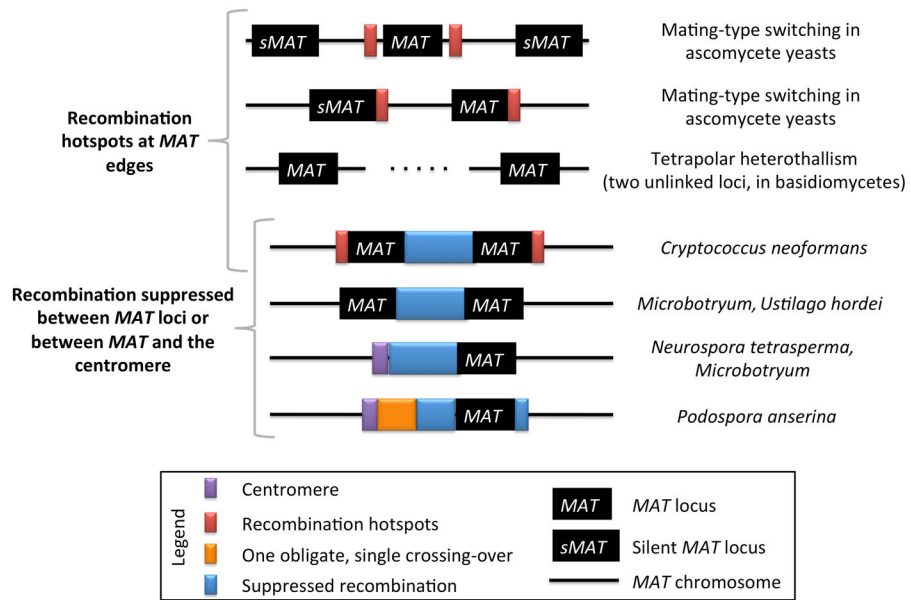 sMAT MAT sMAT
Mating-type switching in
ascomycete yeasts
Recombination
hotspots at MAT
edges
sMAT MAT
Mating-type switching in
ascomycete yeasts
MAT MAT
Tetrapolar heterothallism
(two unlinked loci, in basidiomycetes)
MAT MAT
Cryptococcus neoformans
Recombination suppressed
between MAT loci or
between MAT and the
centromere
MAT MAT
Microbotryum, Ustilago hordei
MAT
Neurospora tetrasperma,
Microbotryum
MAT
Podospora anserina
Legend
Centromere
Recombination hotspots
One obligate, single crossing-over
Suppressed recombination
MAT MAT locus
sMAT Silent MAT locus
MAT chromosome